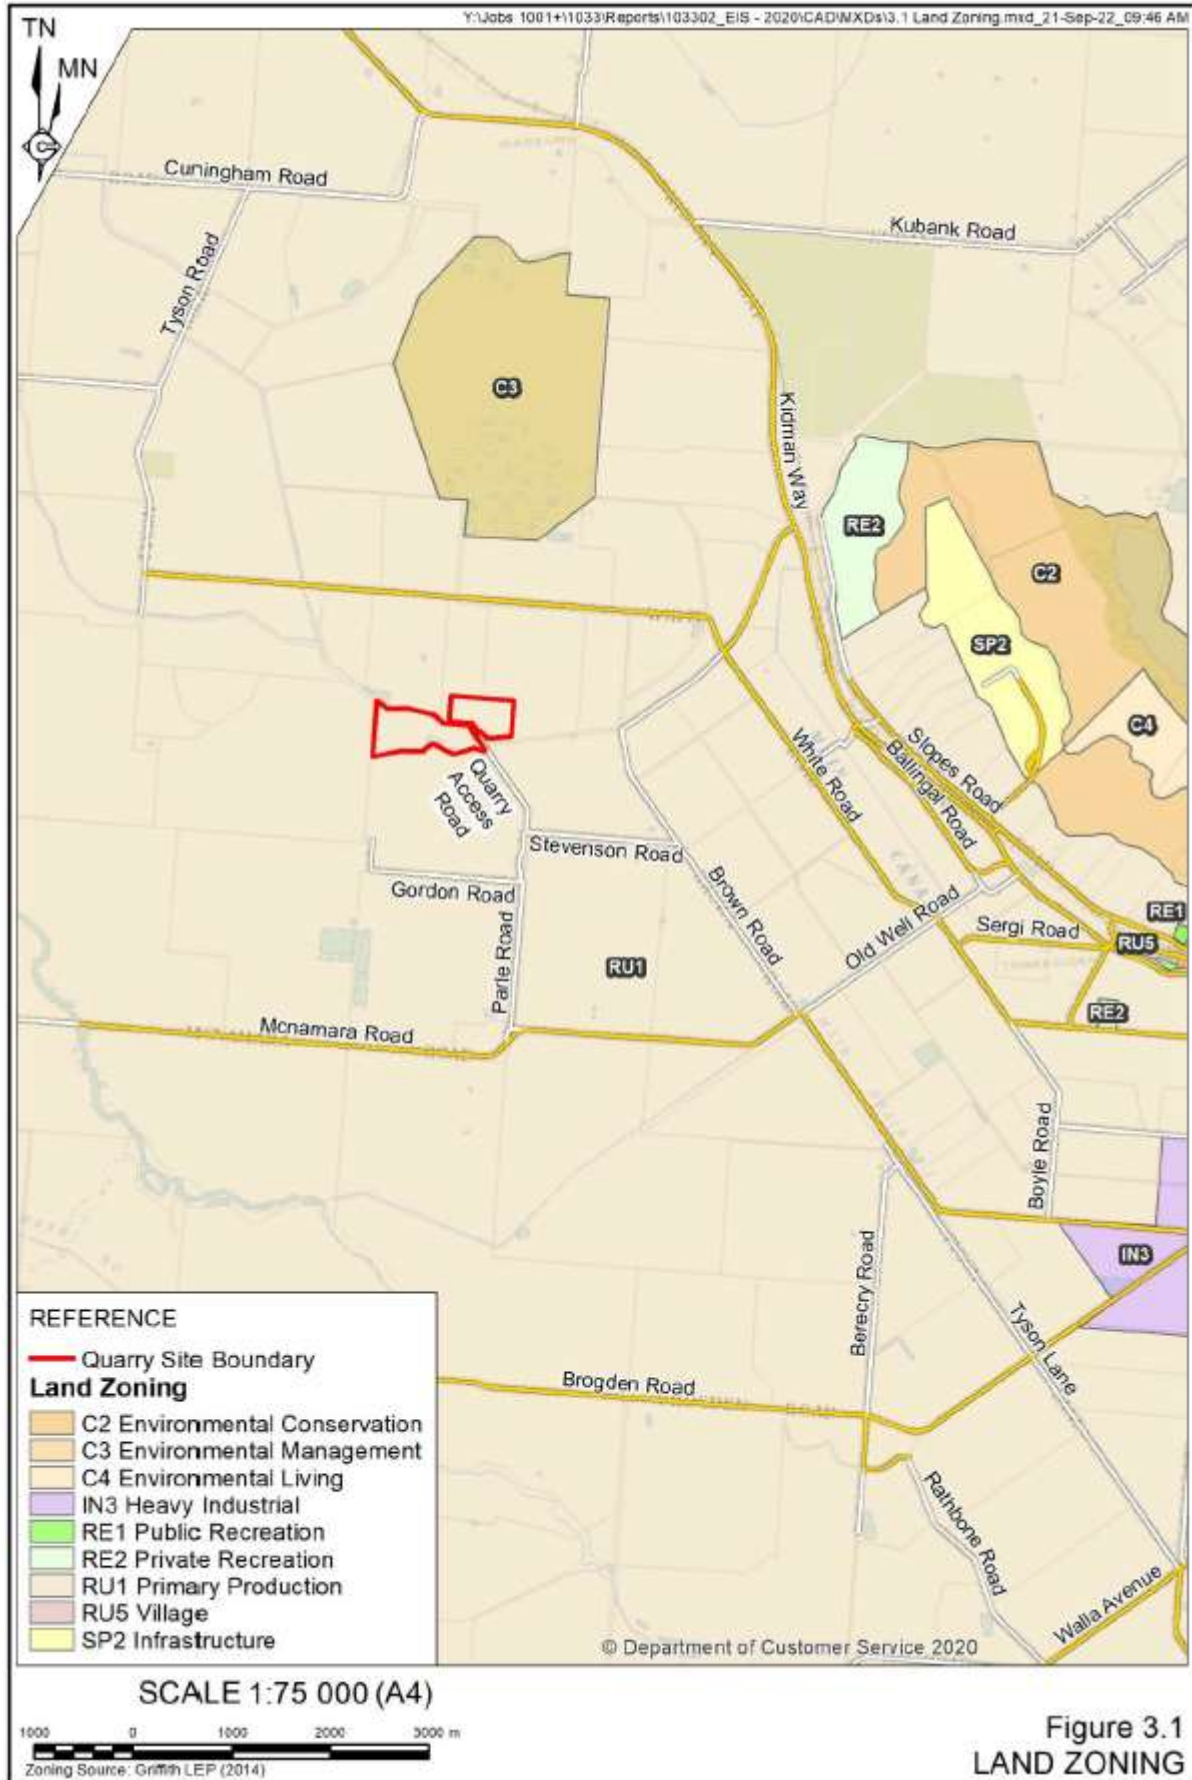 Y:\Jobs 1001+\1033\Reports\103302_EIS - 2020\CAD\MXDs\3.1 Land Zoning.mxd_21-Sep-22_09:46 AM
TN
MN
Cuningham Road
Kubank Road
Tyson Road
C3
Kidman Way
RE2
C2
SP2
C4
Slopes Road
Ballingal Road
White Road
Quarry
Access
Road
Stevenson Road
Gordon Road
Brown Road
Old Well Road
Sergi Road
RE1
RU5
Parle Road
RU1
RE2
Mcnamara Road
Boyle Road
IN3
Berecry Road
Tyson Lane
Brogden Road
Rathbone Road
Walla Avenue
REFERENCE
Quarry Site Boundary
Land Zoning
C2 Environmental Conservation
C3 Environmental Management
C4 Environmental Living
IN3 Heavy Industrial
RE1 Public Recreation
RE2 Private Recreation
RU1 Primary Production
RU5 Village
SP2 Infrastructure
© Department of Customer Service 2020
SCALE 1:75 000 (A4)
1000 0 1000 2000 3000 m
Zoning Source: Griffith LEP (2014)
Figure 3.1
LAND ZONING